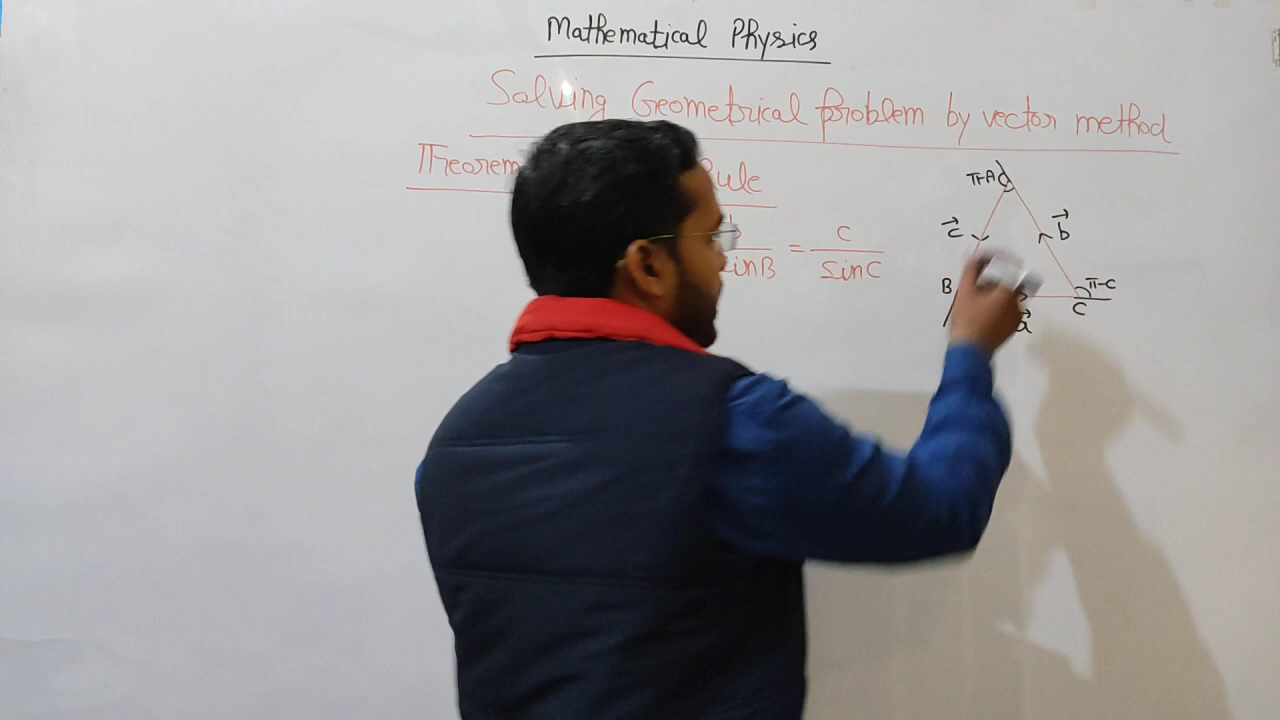 Mathematical Physics
Solving Geometrical problem by vector method
Theorem Rule
b c
sinB = sinC
π-A
c⃗ b⃗
B π-C
C
a⃗